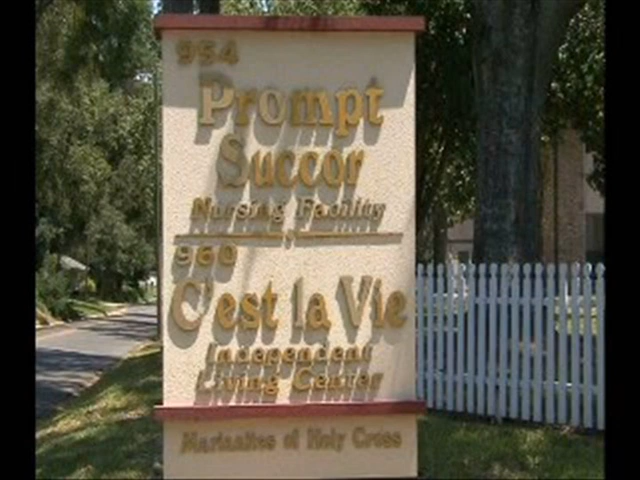 954
Prompt
Succor
Nursing Facility
960
C'est la Vie
Independent
Living Center
Marianites of Holy Cross